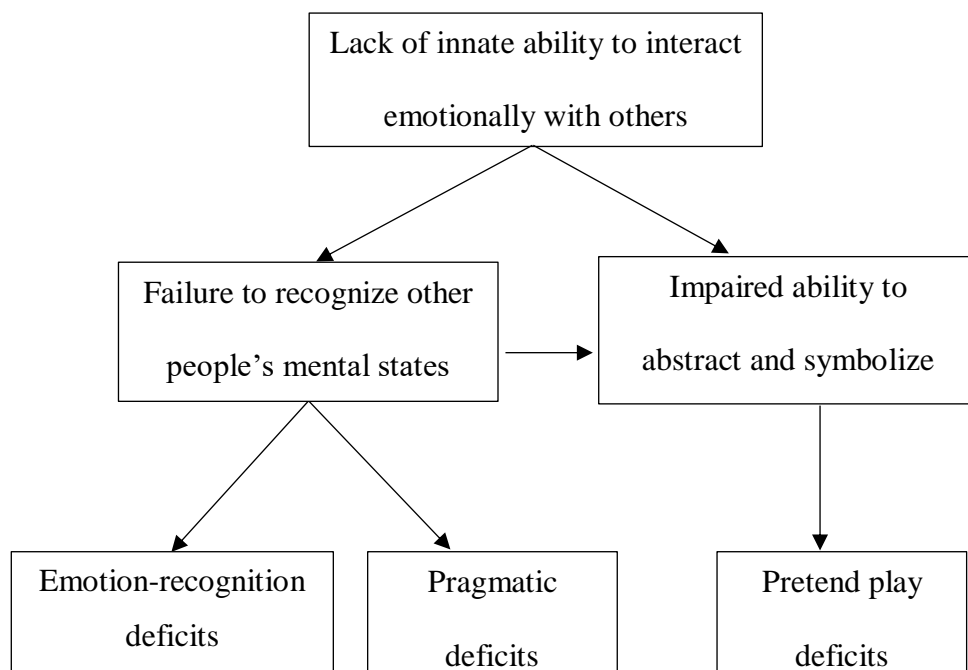 Lack of innate ability to interact
emotionally with others
Failure to recognize other
people’s mental states
Impaired ability to
abstract and symbolize
Emotion-recognition
deficits
Pragmatic
deficits
Pretend play
deficits